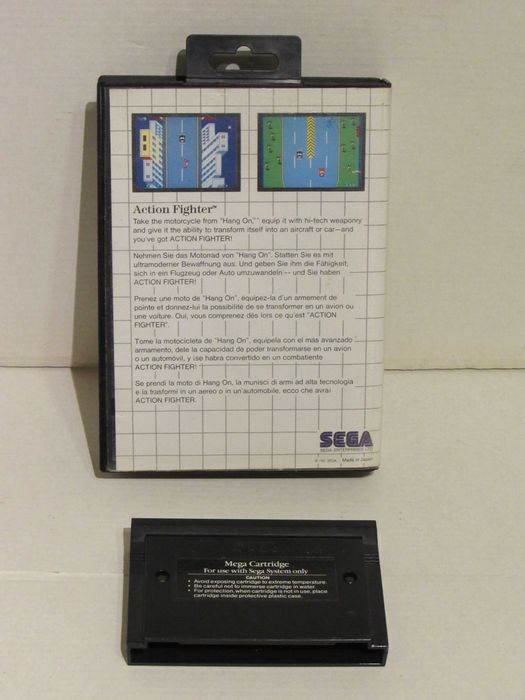 Action Fighter™
Take the motorcycle from "Hang On," equip it with hi-tech weaponry
and give it the ability to transform itself into an aircraft or car—and
you've got ACTION FIGHTER!
Nehmen Sie das Motorrad von "Hang On". Statten Sie es mit
ultramoderner Bewaffnung aus. Und geben Sie ihm die Fähigkeit,
sich in ein Flugzeug oder Auto umzuwandeln -- und Sie haben
ACTION FIGHTER!
Prenez une moto de "Hang On", équipez-la d'un armement de
pointe et donnez-lui la possibilité de se transformer en un avion ou
une voiture. Oui, vous comprenez dès lors ce qu'est "ACTION
FIGHTER".
Tome la motocicleta de "Hang On", equipela con el más avanzado
armamento, dele la capacidad de poder transformarse en un avion
o un automovil, y ¡se habrá convertido en un combatiente
ACTION FIGHTER!
Se prendi la moto di Hang On, la munisci di armi ad alta tecnologia
e la trasformi in un aereo o in un'automobile, ecco che avrai
ACTION FIGHTER.
SEGA
SEGA ENTERPRISES LTD.
Made in Japan
Mega Cartridge
For use with Sega System only
CAUTION
• Avoid exposing cartridge to extreme temperature.
• Be careful not to immerse cartridge in water.
• For protection, when cartridge is not in use, place
cartridge inside protective plastic case.